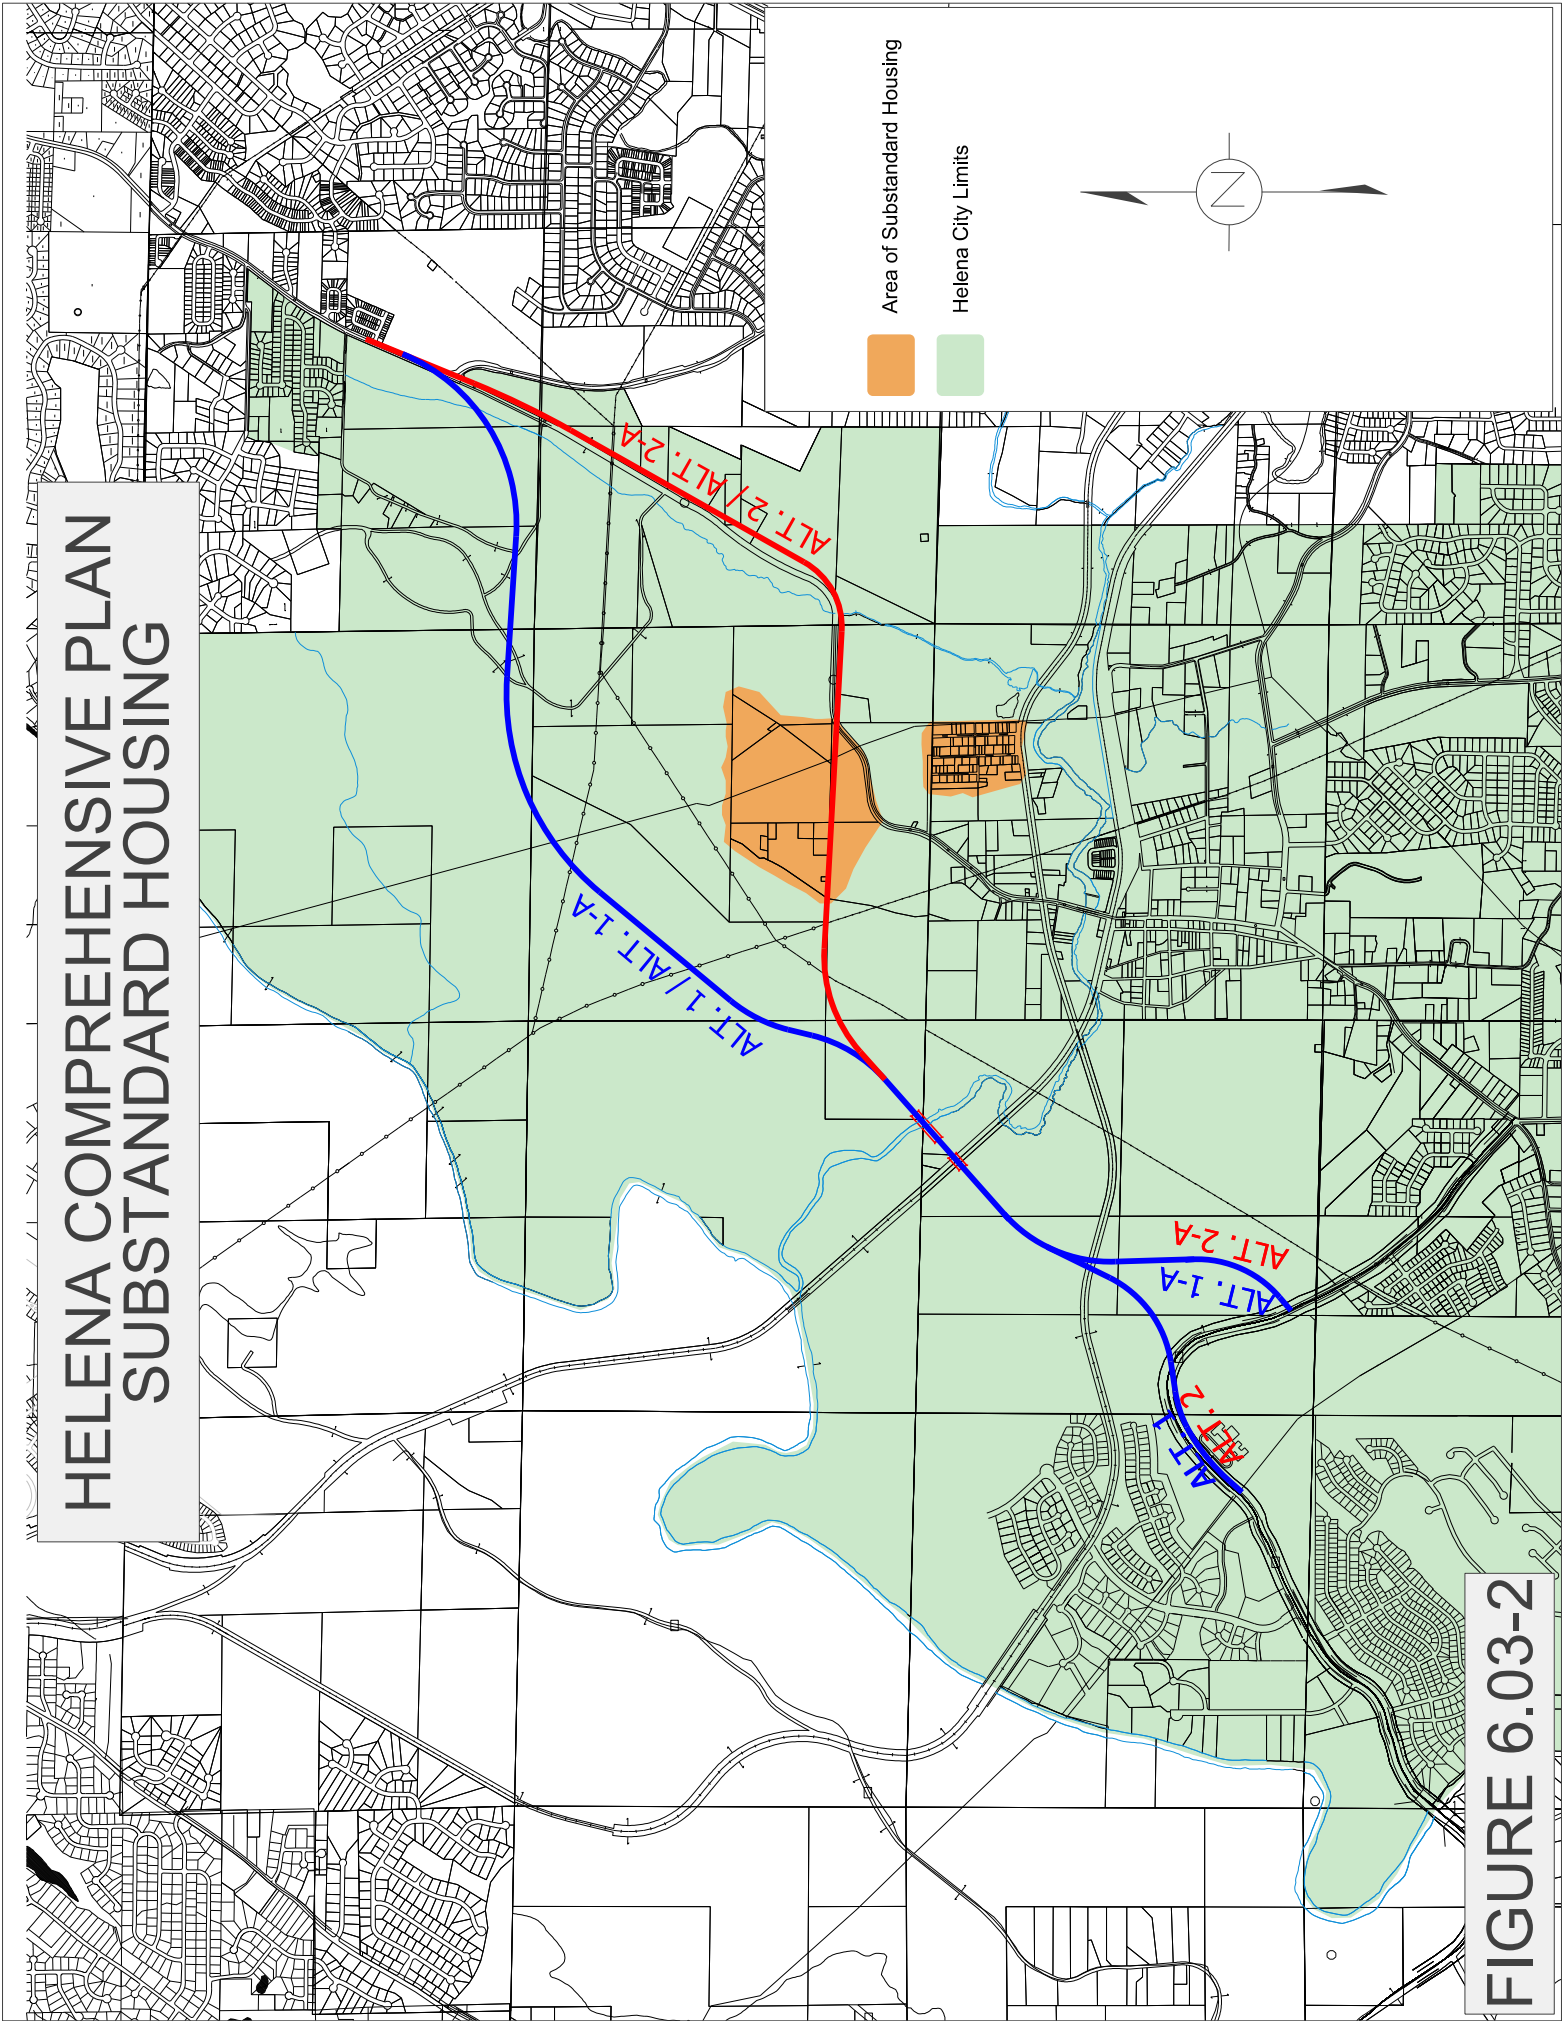 HELENA COMPREHENSIVE PLAN
SUBSTANDARD HOUSING
Area of Substandard Housing
Helena City Limits
N
ALT. 2 / ALT. 2-A
ALT. 1 / ALT. 1-A
ALT. 2-A
ALT. 1-A
ALT. 1
ALT. 2
FIGURE 6.03-2